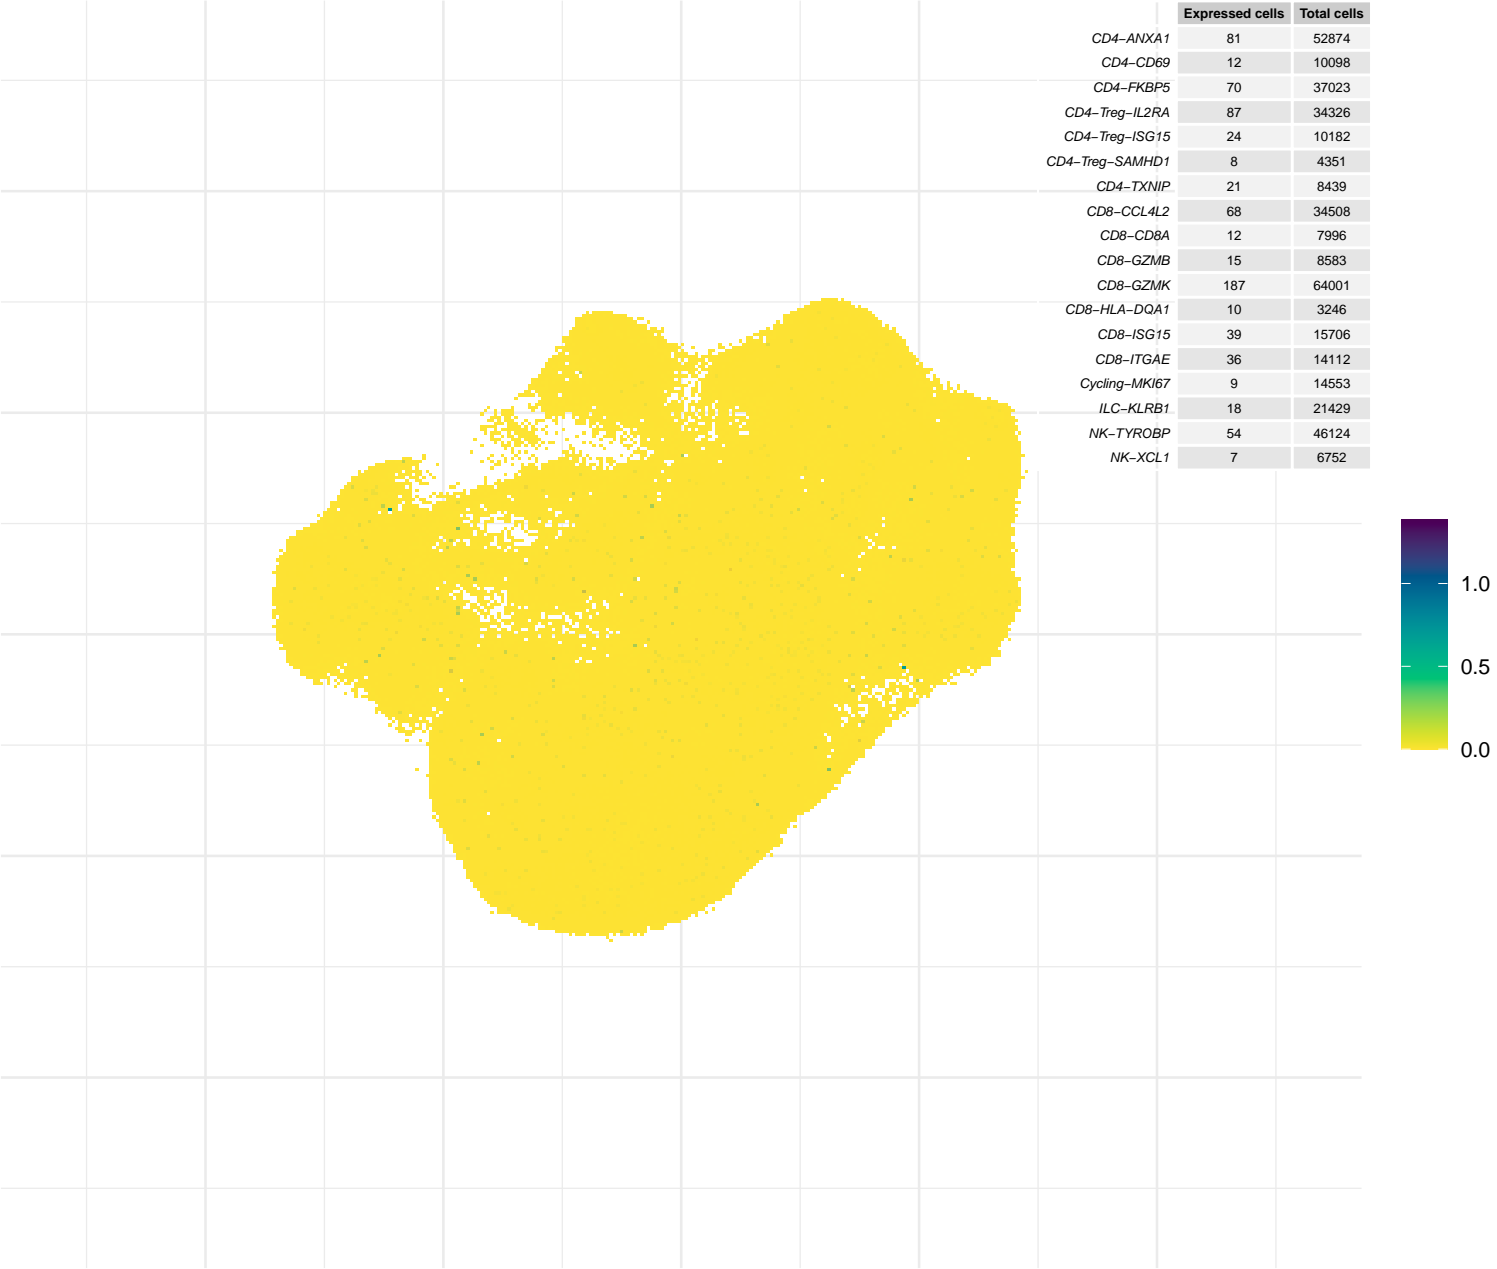 Expressed cells Total cells
CD4−ANXA1 81 52874
CD4−CD69 12 10098
CD4−FKBP5 70 37023
CD4−Treg−IL2RA 87 34326
CD4−Treg−ISG15 24 10182
CD4−Treg−SAMHD1 8 4351
CD4−TXNIP 21 8439
CD8−CCL4L2 68 34508
CD8−CD8A 12 7996
CD8−GZMB 15 8583
CD8−GZMK 187 64001
CD8−HLA−DQA1 10 3246
CD8−ISG15 39 15706
CD8−ITGAE 36 14112
Cycling−MKI67 9 14553
ILC−KLRB1 18 21429
NK−TYROBP 54 46124
NK−XCL1 7 6752
1.0
0.5
0.0